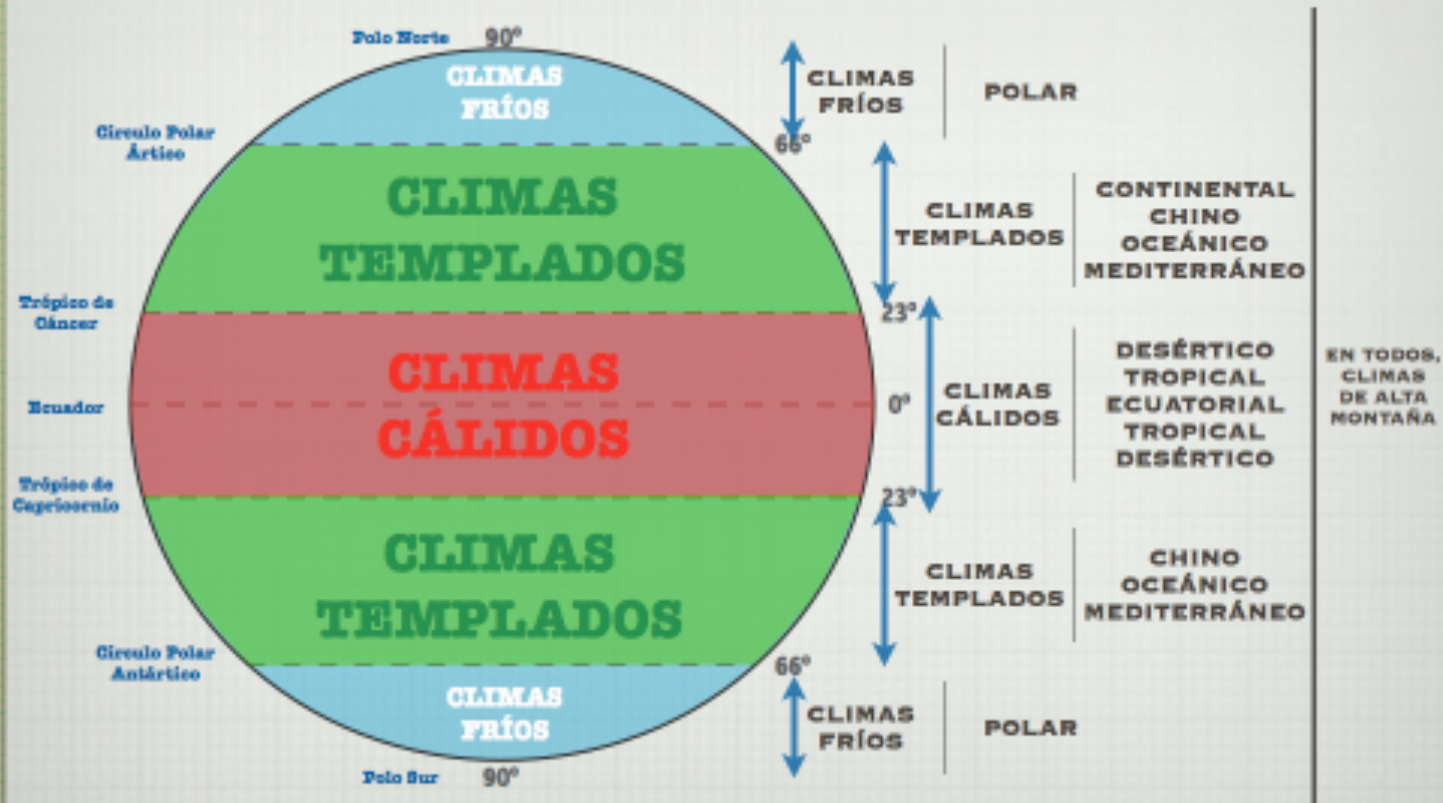 Polo Norte 90º
CLIMAS
FRÍOS
CLIMAS
FRÍOS
POLAR
Circulo Polar
Ártico
66º
CLIMAS
TEMPLADOS
CLIMAS
TEMPLADOS
CONTINENTAL
CHINO
OCEÁNICO
MEDITERRÁNEO
Trópico de
Cáncer
23º
CLIMAS
CÁLIDOS
Ecuador
0º
CLIMAS
CÁLIDOS
DESÉRTICO
TROPICAL
ECUATORIAL
TROPICAL
DESÉRTICO
EN TODOS,
CLIMAS
DE ALTA
MONTAÑA
Trópico de
Capricornio
23º
CLIMAS
TEMPLADOS
CLIMAS
TEMPLADOS
CHINO
OCEÁNICO
MEDITERRÁNEO
Circulo Polar
Antártico
66º
CLIMAS
FRÍOS
CLIMAS
FRÍOS
POLAR
Polo Sur 90º